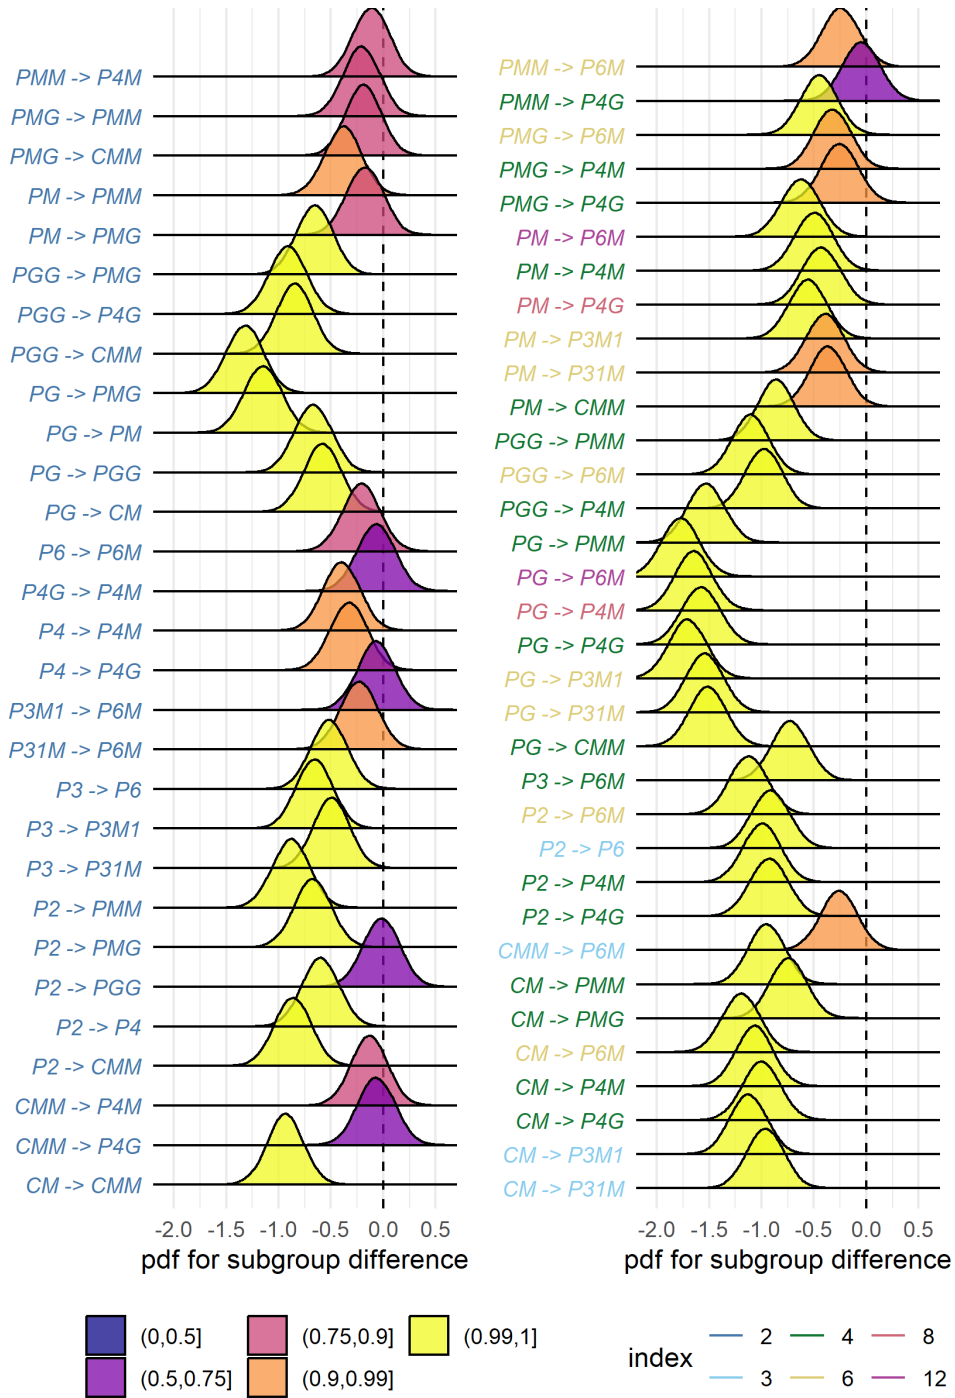 PMM -> P4M
PMG -> PMM
PMG -> CMM
PM -> PMM
PM -> PMG
PGG -> PMG
PGG -> P4G
PGG -> CMM
PG -> PMG
PG -> PM
PG -> PGG
PG -> CM
P6 -> P6M
P4G -> P4M
P4 -> P4M
P4 -> P4G
P3M1 -> P6M
P31M -> P6M
P3 -> P6
P3 -> P3M1
P3 -> P31M
P2 -> PMM
P2 -> PMG
P2 -> PGG
P2 -> P4
P2 -> CMM
CMM -> P4M
CMM -> P4G
CM -> CMM
-2.0 -1.5 -1.0 -0.5 0.0 0.5
pdf for subgroup difference
PMM -> P6M
PMM -> P4G
PMG -> P6M
PMG -> P4M
PMG -> P4G
PM -> P6M
PM -> P4M
PM -> P4G
PM -> P3M1
PM -> P31M
PM -> CMM
PGG -> PMM
PGG -> P6M
PGG -> P4M
PG -> PMM
PG -> P6M
PG -> P4M
PG -> P4G
PG -> P3M1
PG -> P31M
PG -> CMM
P3 -> P6M
P2 -> P6M
P2 -> P6
P2 -> P4M
P2 -> P4G
CMM -> P6M
CM -> PMM
CM -> PMG
CM -> P6M
CM -> P4M
CM -> P4G
CM -> P3M1
CM -> P31M
-2.0 -1.5 -1.0 -0.5 0.0 0.5
pdf for subgroup difference
(0,0.5] (0.75,0.9] (0.99,1]
(0.5,0.75] (0.9,0.99]
index
2 4 8
3 6 12